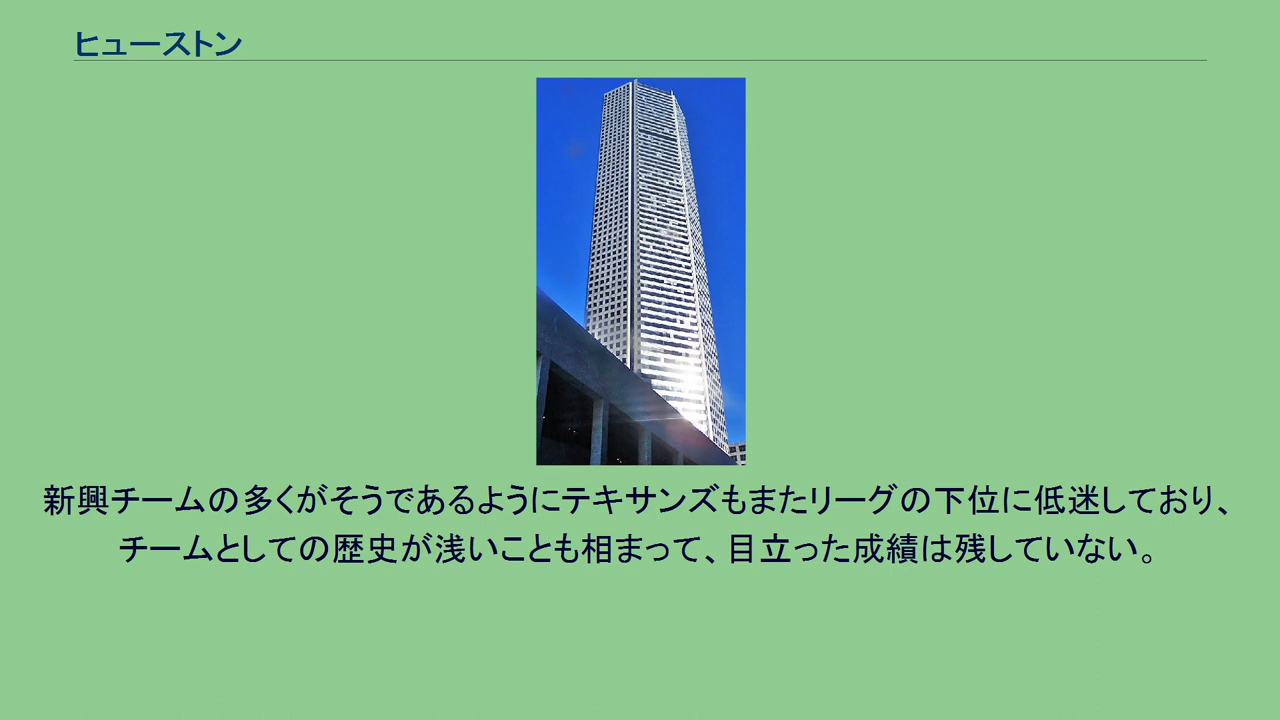 ヒューストン
新興チームの多くがそうであるようにテキサンズもまたリーグの下位に低迷しており、
チームとしての歴史が浅いことも相まって、目立った成績は残していない。